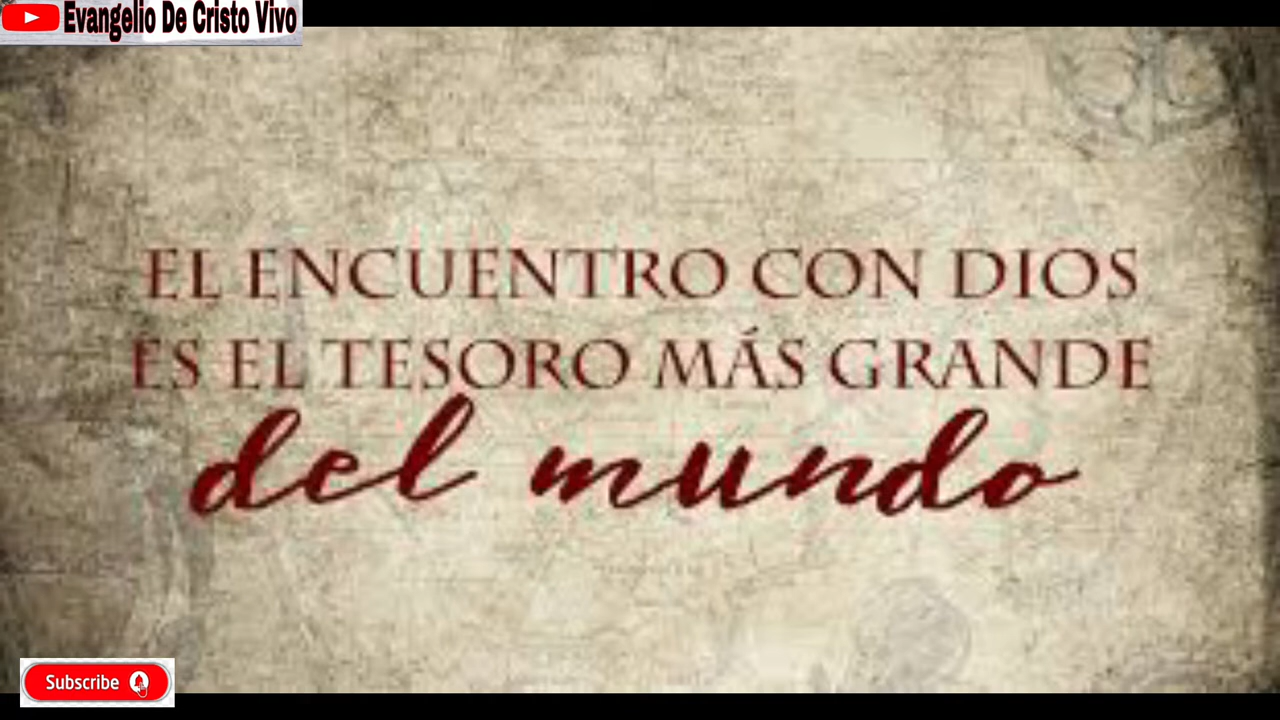 Evangelio De Cristo Vivo
EL ENCUENTRO CON DIOS
ES EL TESORO MÁS GRANDE
del mundo
Subscribe